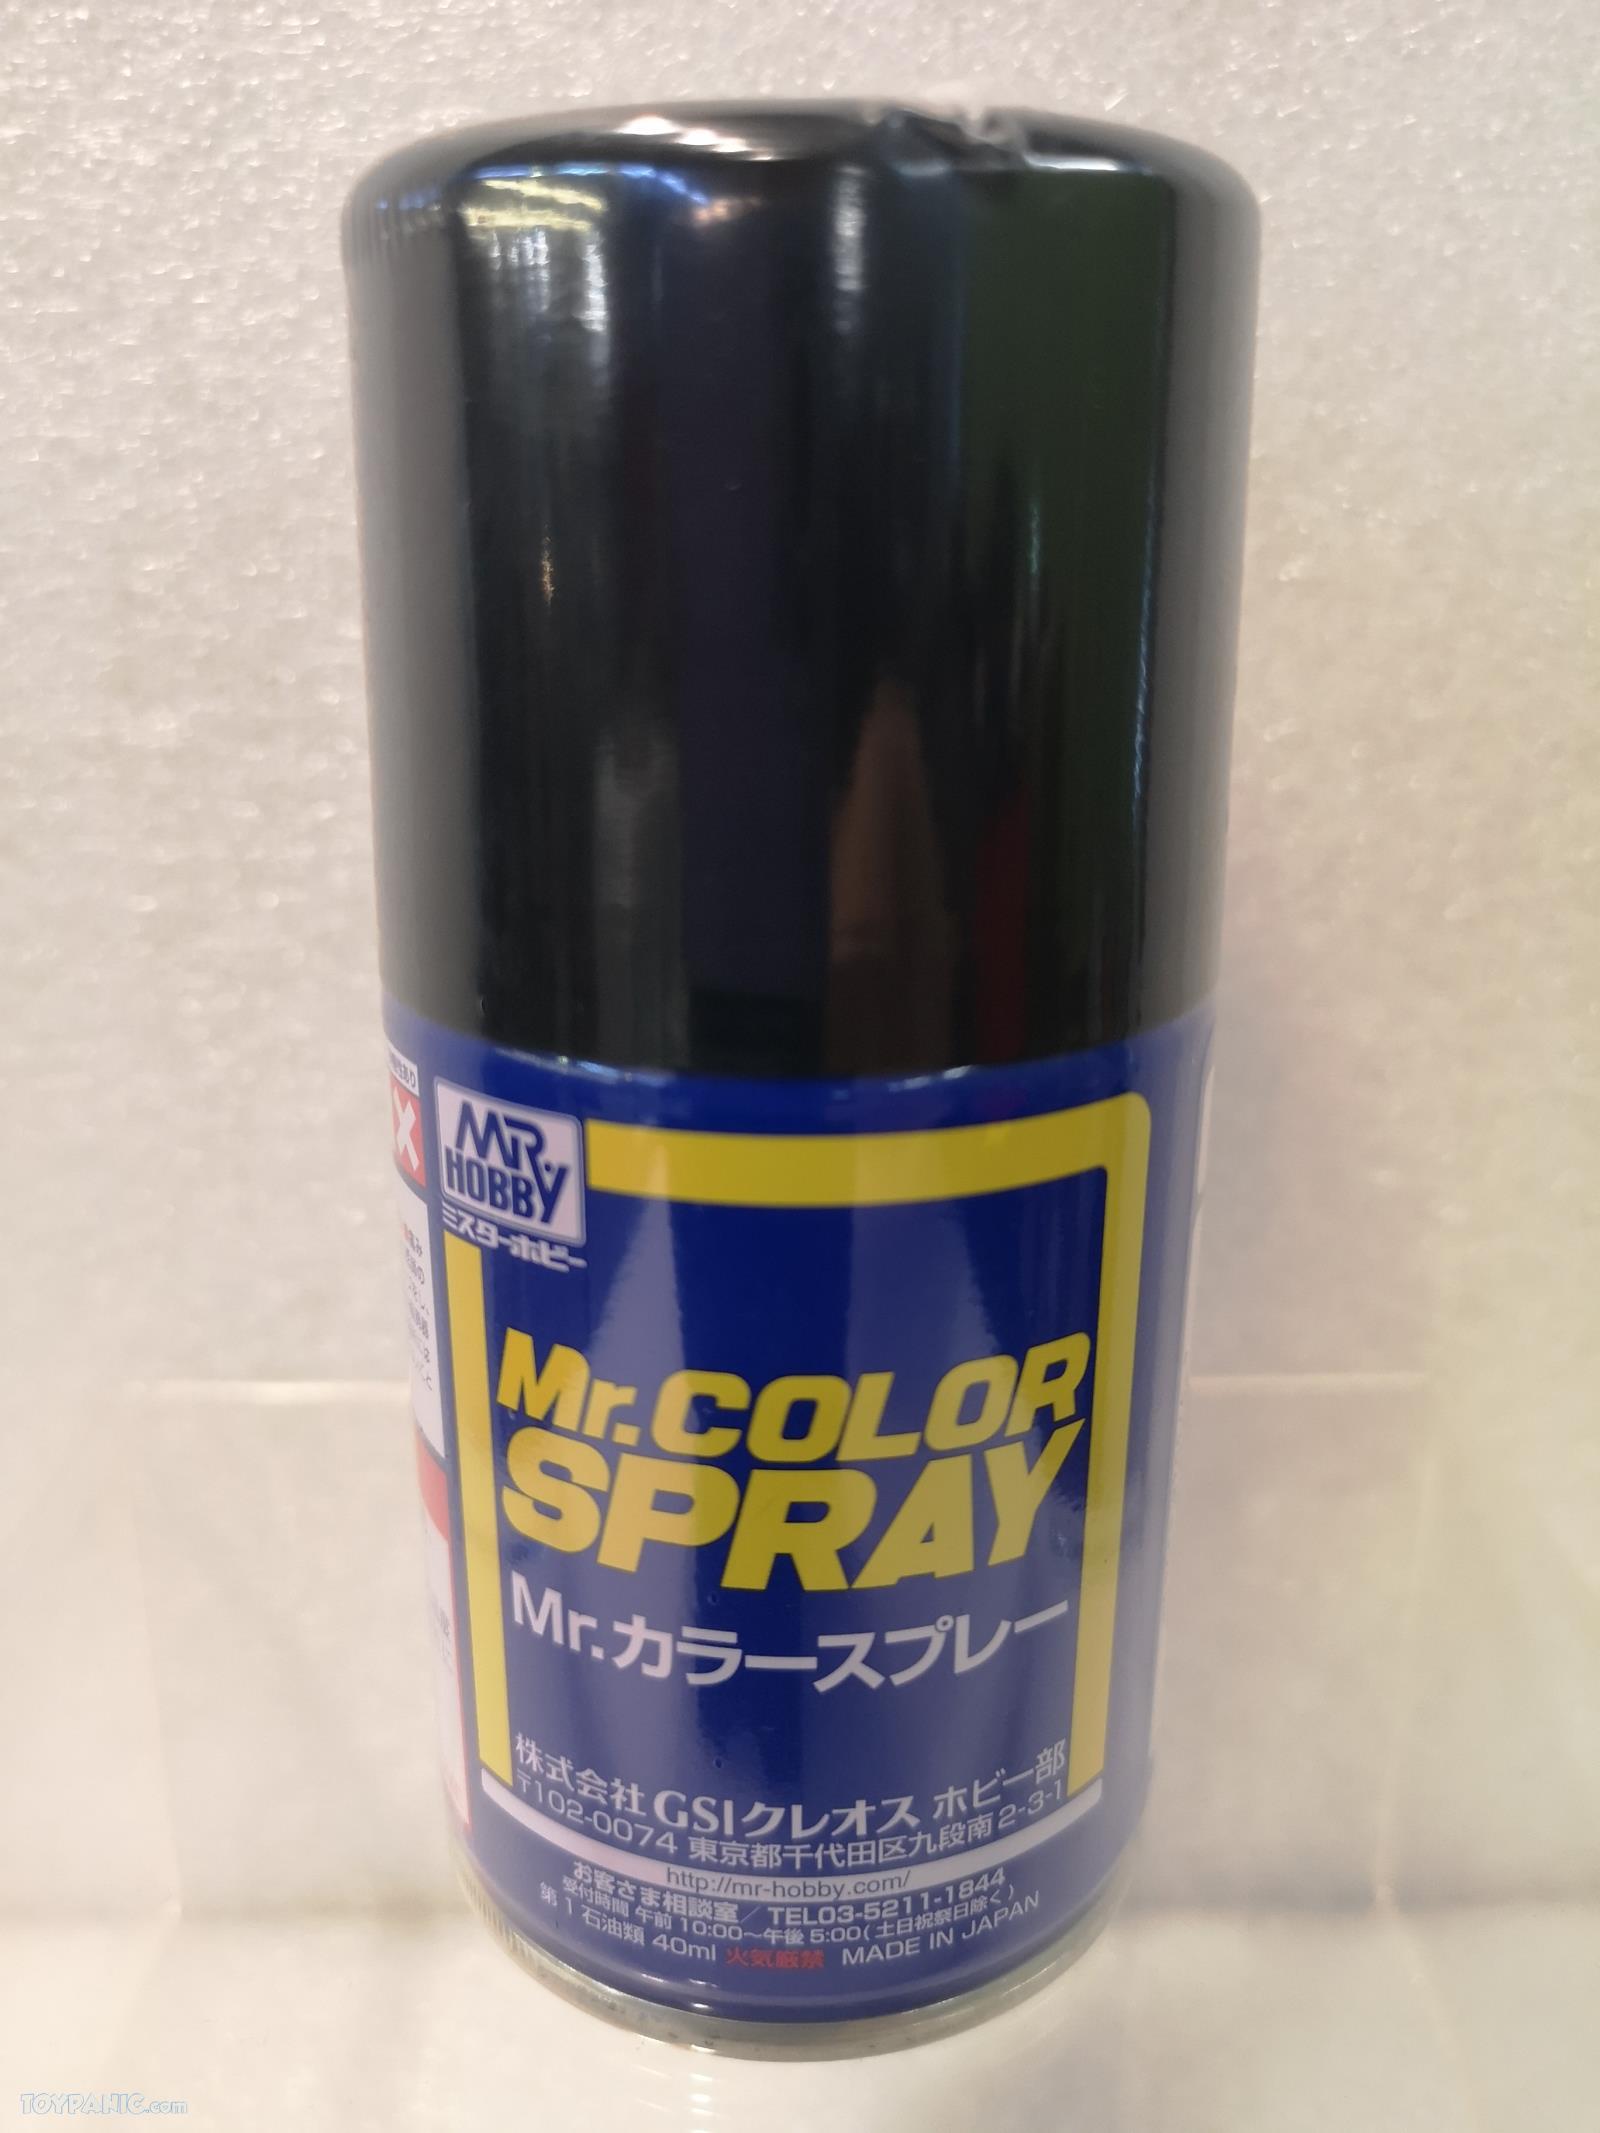 MR.
HOBBY
ミスターホビー
Mr.COLOR
SPRAY
Mr.カラースプレー
株式会社 GSIクレオス ホビー部
〒102-0074 東京都千代田区九段南2-3-1
http://mr-hobby.com/
お客さま相談室/TEL03-5211-1844
受付時間 午前10:00〜午後5:00(土日祝祭日除く)
第1石油類 40ml 火気厳禁 MADE IN JAPAN
TOYPANIC.com